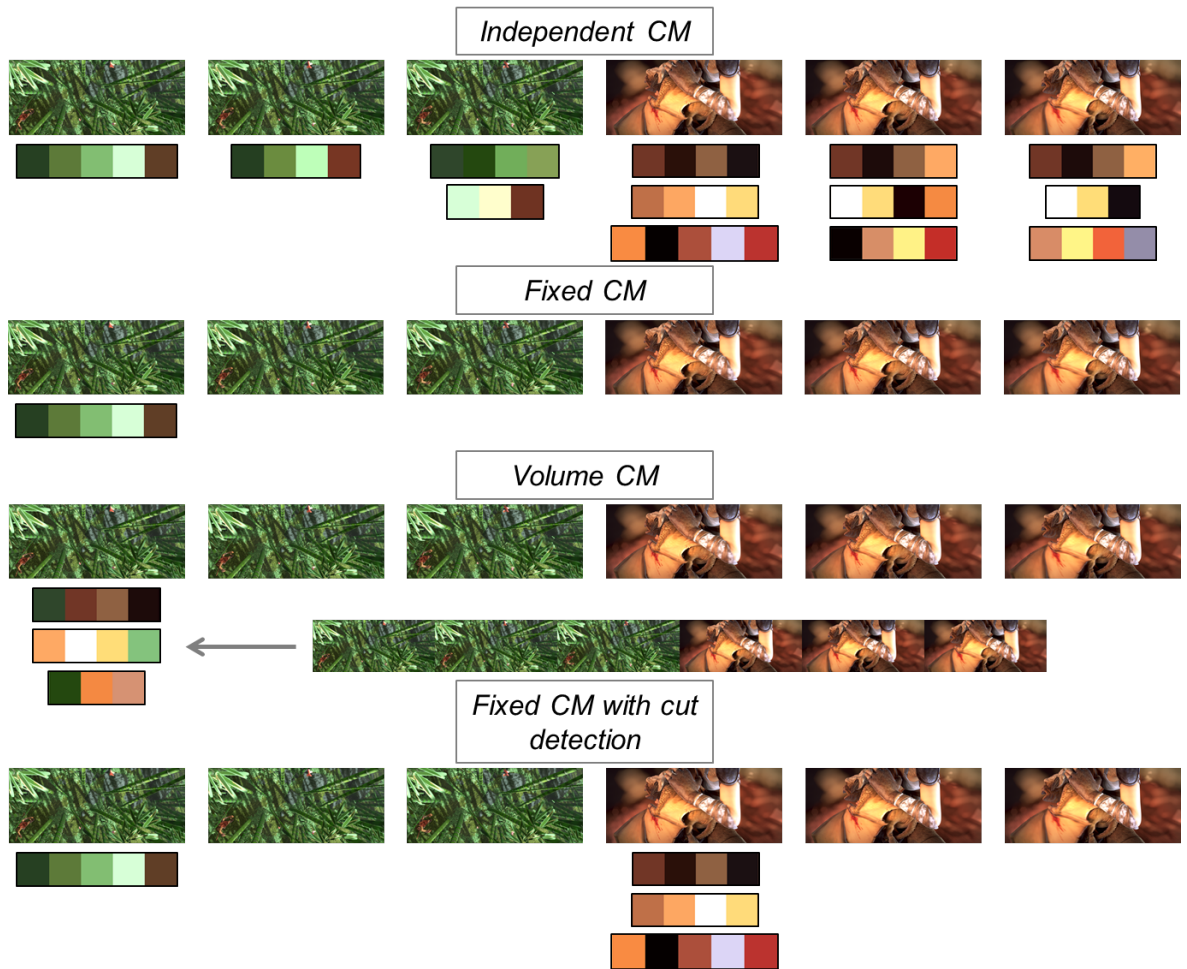 Independent CM
Fixed CM
Volume CM
Fixed CM with cut
detection